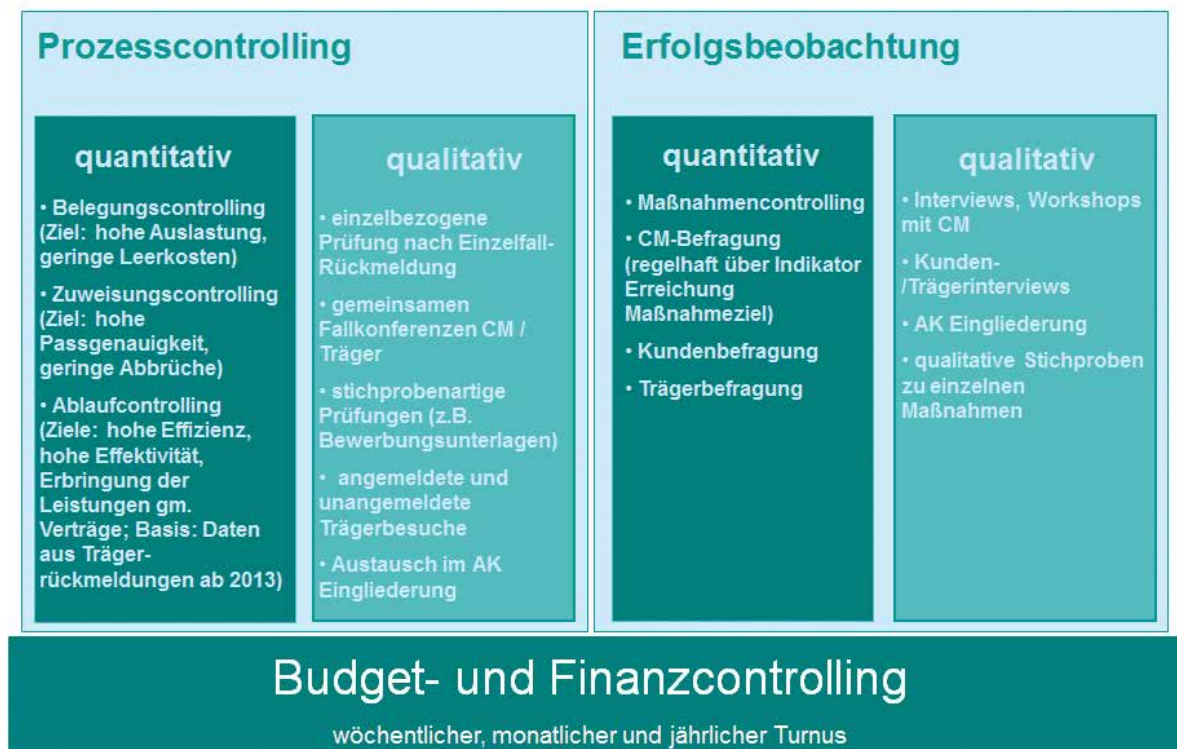 Prozesscontrolling
quantitativ
• Belegungscontrolling
(Ziel: hohe Auslastung,
geringe Leerkosten)
• Zuweisungscontrolling
(Ziel: hohe
Passgenauigkeit,
geringe Abbrüche)
• Ablaufcontrolling
(Ziele: hohe Effizienz,
hohe Effektivität,
Erbringung der
Leistungen gm.
Verträge; Basis: Daten
aus Träger-
rückmeldungen ab 2013)
qualitativ
• einzelbezogene
Prüfung nach Einzelfall-
Rückmeldung
• gemeinsamen
Fallkonferenzen CM /
Träger
• stichprobenartige
Prüfungen (z.B.
Bewerbungsunterlagen)
• angemeldete und
unangemeldete
Trägerbesuche
• Austausch im AK
Eingliederung
Erfolgsbeobachtung
quantitativ
• Maßnahmencontrolling
• CM-Befragung
(regelhaft über Indikator
Erreichung
Maßnahmeziel)
• Kundenbefragung
• Trägerbefragung
qualitativ
• Interviews, Workshops
mit CM
• Kunden-
/Trägerinterviews
• AK Eingliederung
• qualitative Stichproben
zu einzelnen
Maßnahmen
Budget- und Finanzcontrolling
wöchentlicher, monatlicher und jährlicher Turnus